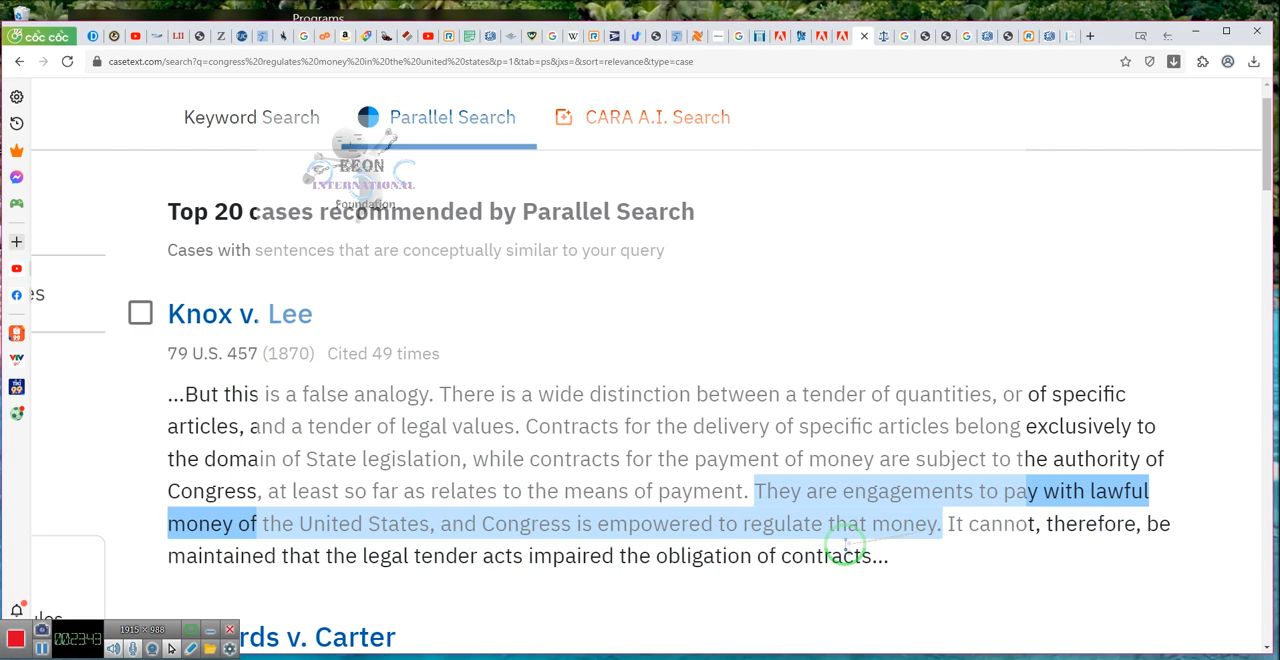 Programs
cốc cốc
casetext.com/search?q=congress%20regulates%20money%20in%20the%20united%20states&p=1&tab=ps&jxs=&sort=relevance&type=case
Keyword Search Parallel Search CARA A.I. Search
EEON
INTERNATIONAL
Foundation
Top 20 cases recommended by Parallel Search
Cases with sentences that are conceptually similar to your query
es
Knox v. Lee
79 U.S. 457 (1870) Cited 49 times
...But this is a false analogy. There is a wide distinction between a tender of quantities, or of specific
articles, and a tender of legal values. Contracts for the delivery of specific articles belong exclusively to
the domain of State legislation, while contracts for the payment of money are subject to the authority of
Congress, at least so far as relates to the means of payment. They are engagements to pay with lawful
money of the United States, and Congress is empowered to regulate that money. It cannot, therefore, be
maintained that the legal tender acts impaired the obligation of contracts...
ules
1915 × 988
00:23:43
rds v. Carter